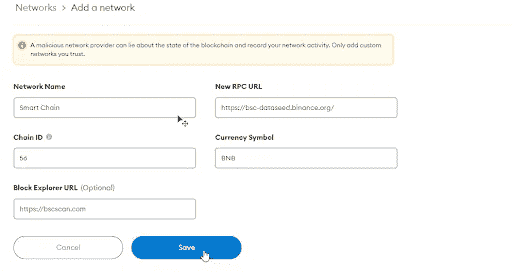 Networks > Add a network
A malicious network provider can lie about the state of the blockchain and record your network activity. Only add custom
networks you trust.
Network Name
New RPC URL
Smart Chain
https://bsc-dataseed.binance.org/
Chain ID
Currency Symbol
56
BNB
Block Explorer URL (Optional)
https://bscscan.com
Cancel
Save